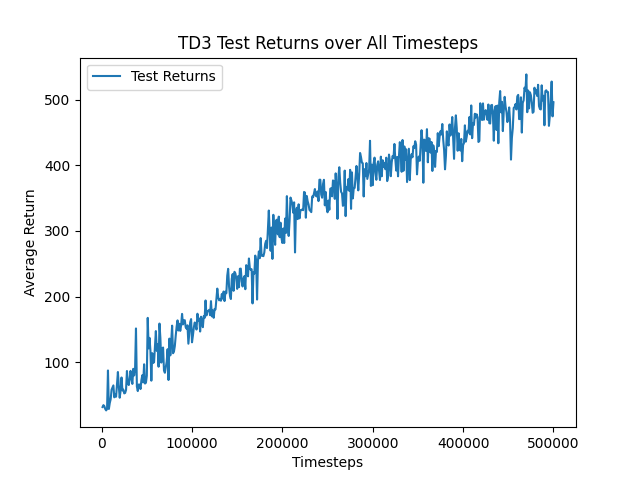 TD3 Test Returns over All Timesteps
Test Returns
Average Return
500
400
300
200
100
0 100000 200000 300000 400000 500000
Timesteps